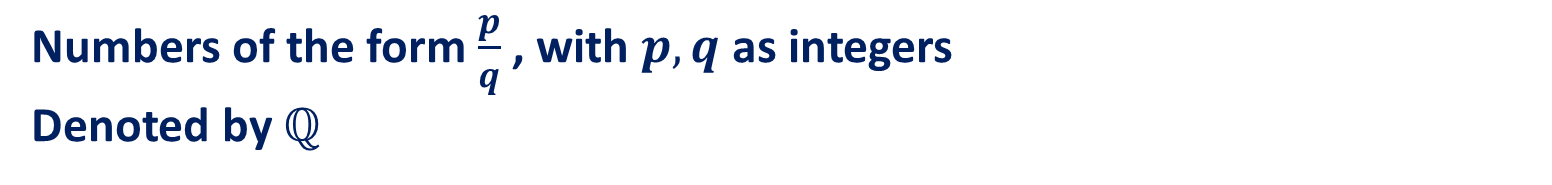 Numbers of the form p/q, with p, q as integers
Denoted by ℚ